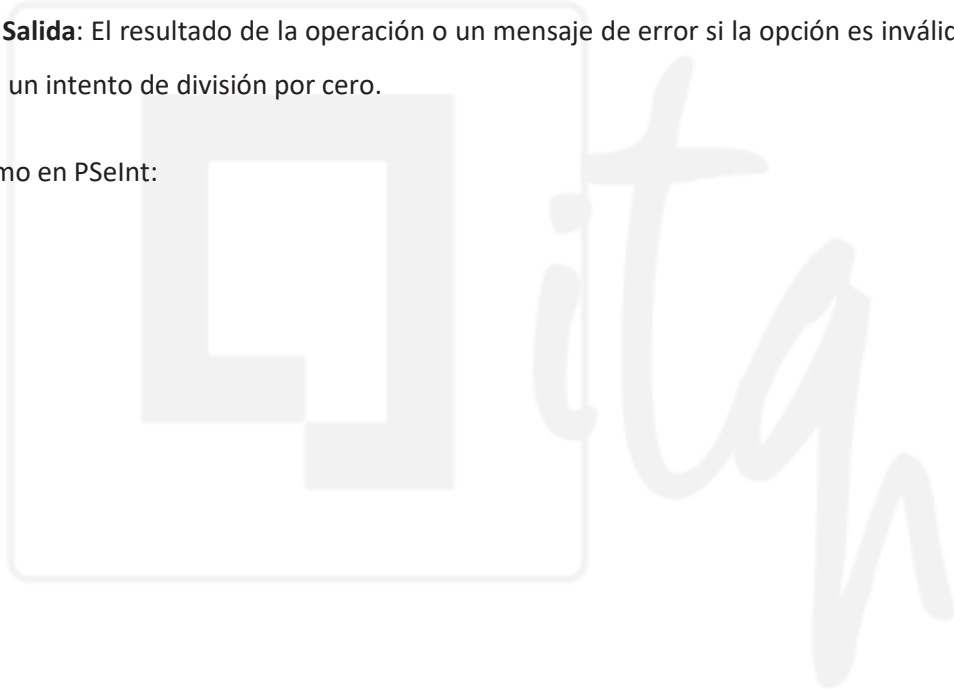 Salida: El resultado de la operación o un mensaje de error si la opción es
un intento de división por cero.
en PSeInt:
itq